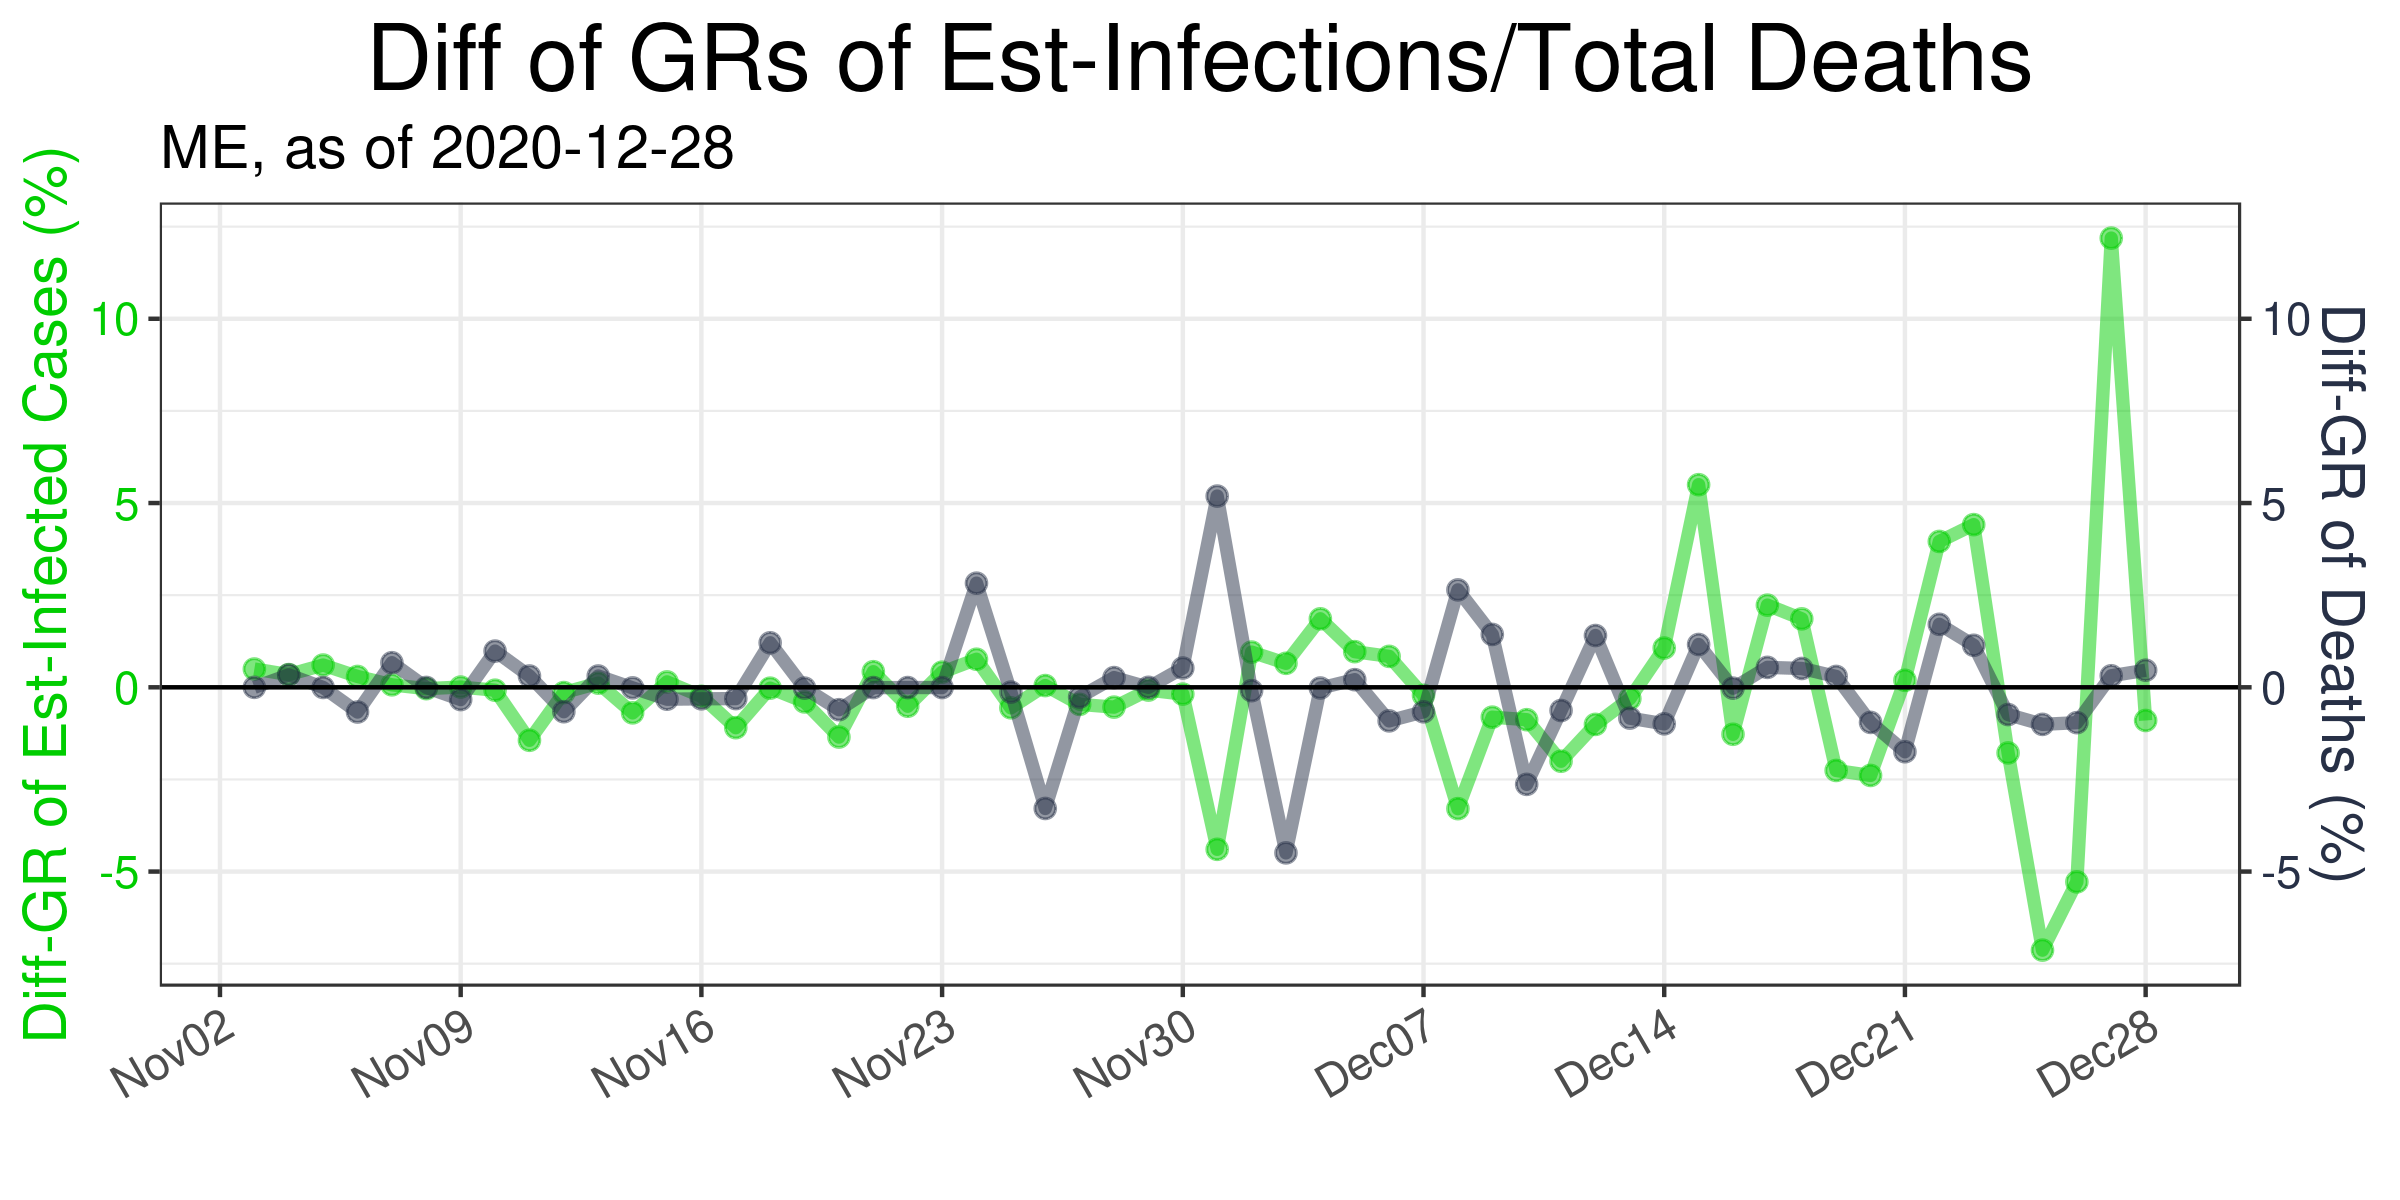 Diff of GRs of Est-Infections/Total Deaths
ME, as of 2020-12-28
Diff-GR of Est-Infected Cases (%)
10
5
0
-5
10
5
0
-5
Diff-GR of Deaths (%)
Nov02
Nov09
Nov16
Nov23
Nov30
Dec07
Dec14
Dec21
Dec28